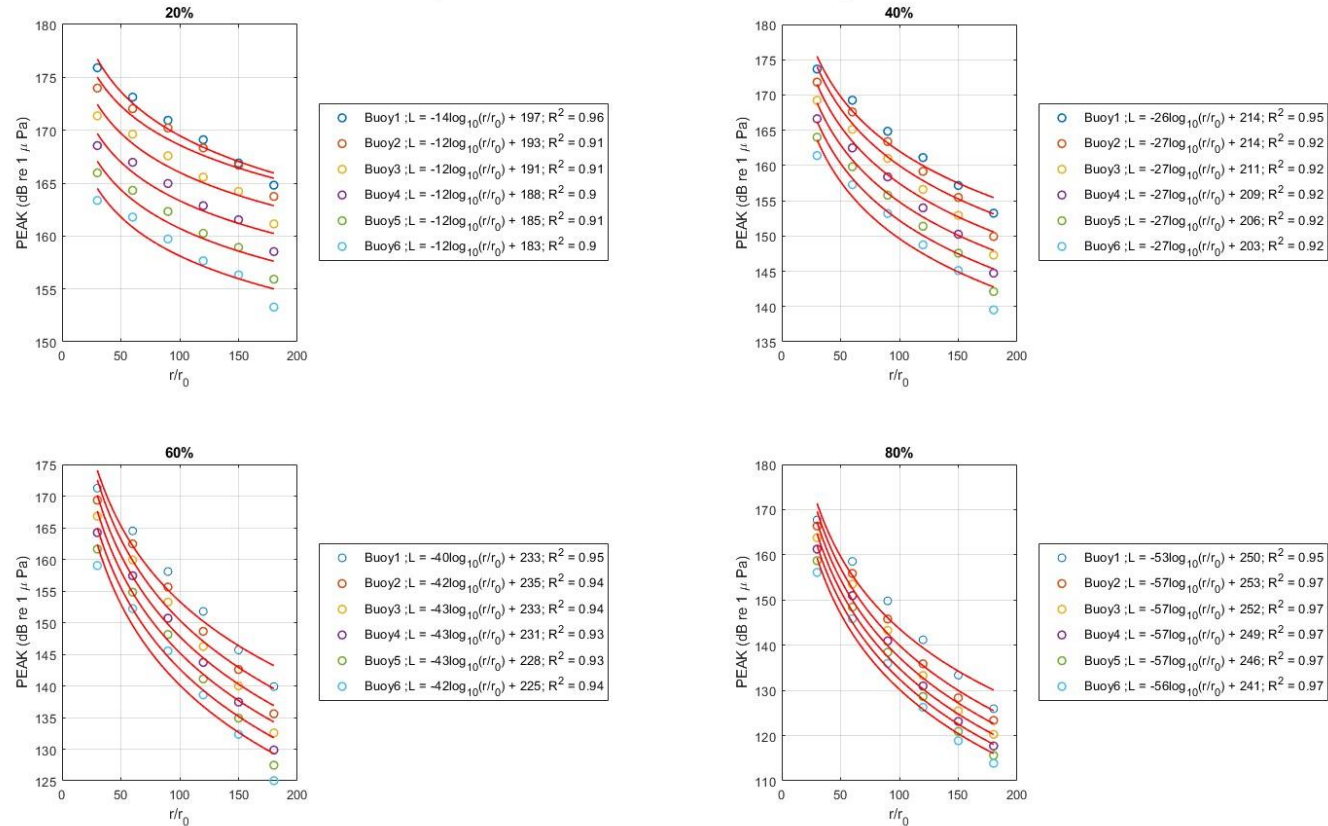 20%
180
175
170
165
160
155
150
PEAK (dB re 1 μ Pa)
0 50 100 150 200
r/r0
Buoy1 ;L = -14log10(r/r0) + 197; R2 = 0.96
Buoy2 ;L = -12log10(r/r0) + 193; R2 = 0.91
Buoy3 ;L = -12log10(r/r0) + 191; R2 = 0.91
Buoy4 ;L = -12log10(r/r0) + 188; R2 = 0.9
Buoy5 ;L = -12log10(r/r0) + 185; R2 = 0.91
Buoy6 ;L = -12log10(r/r0) + 183; R2 = 0.9
40%
180
175
170
165
160
155
150
145
140
135
PEAK (dB re 1 μ Pa)
0 50 100 150 200
r/r0
Buoy1 ;L = -26log10(r/r0) + 214; R2 = 0.95
Buoy2 ;L = -27log10(r/r0) + 214; R2 = 0.92
Buoy3 ;L = -27log10(r/r0) + 211; R2 = 0.92
Buoy4 ;L = -27log10(r/r0) + 209; R2 = 0.92
Buoy5 ;L = -27log10(r/r0) + 206; R2 = 0.92
Buoy6 ;L = -27log10(r/r0) + 203; R2 = 0.92
60%
175
170
165
160
155
150
145
140
135
130
125
PEAK (dB re 1 μ Pa)
0 50 100 150 200
r/r0
Buoy1 ;L = -40log10(r/r0) + 233; R2 = 0.95
Buoy2 ;L = -42log10(r/r0) + 235; R2 = 0.94
Buoy3 ;L = -43log10(r/r0) + 233; R2 = 0.94
Buoy4 ;L = -43log10(r/r0) + 231; R2 = 0.93
Buoy5 ;L = -43log10(r/r0) + 228; R2 = 0.93
Buoy6 ;L = -42log10(r/r0) + 225; R2 = 0.94
80%
180
170
160
150
140
130
120
110
PEAK (dB re 1 μ Pa)
0 50 100 150 200
r/r0
Buoy1 ;L = -53log10(r/r0) + 250; R2 = 0.95
Buoy2 ;L = -57log10(r/r0) + 253; R2 = 0.97
Buoy3 ;L = -57log10(r/r0) + 252; R2 = 0.97
Buoy4 ;L = -57log10(r/r0) + 249; R2 = 0.97
Buoy5 ;L = -57log10(r/r0) + 246; R2 = 0.97
Buoy6 ;L = -56log10(r/r0) + 241; R2 = 0.97